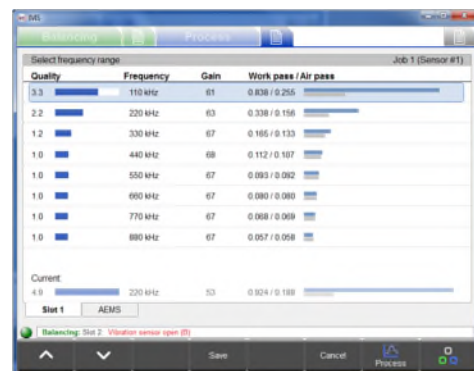 IMS
Balancing Process
Select frequency range Job 1 (Sensor #1)
Quality Frequency Gain Work pass / Air pass
3.3 110 kHz 61 0.838 / 0.255
2.2 220 kHz 63 0.338 / 0.156
1.2 330 kHz 67 0.165 / 0.133
1.0 440 kHz 68 0.112 / 0.107
1.0 550 kHz 67 0.093 / 0.092
1.0 660 kHz 67 0.080 / 0.080
1.0 770 kHz 67 0.068 / 0.069
1.0 880 kHz 67 0.057 / 0.058
Current:
4.9 220 kHz 53 0.924 / 0.188
Slot 1 AEMS
Balancing: Slot 2 Vibration sensor open (0)
Save Cancel Process